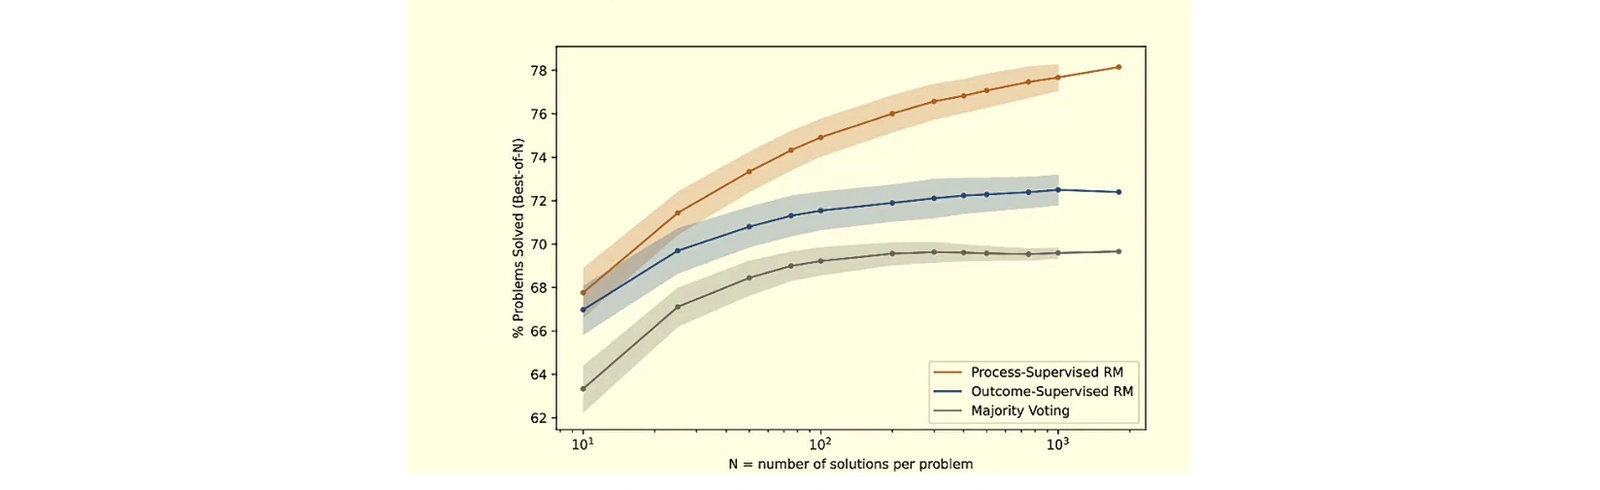 78
76
74
72
70
68
66
64
62
% Problems Solved (Best-of-N)
Process-Supervised RM
Outcome-Supervised RM
Majority Voting
10¹ 10² 10³
N = number of solutions per problem